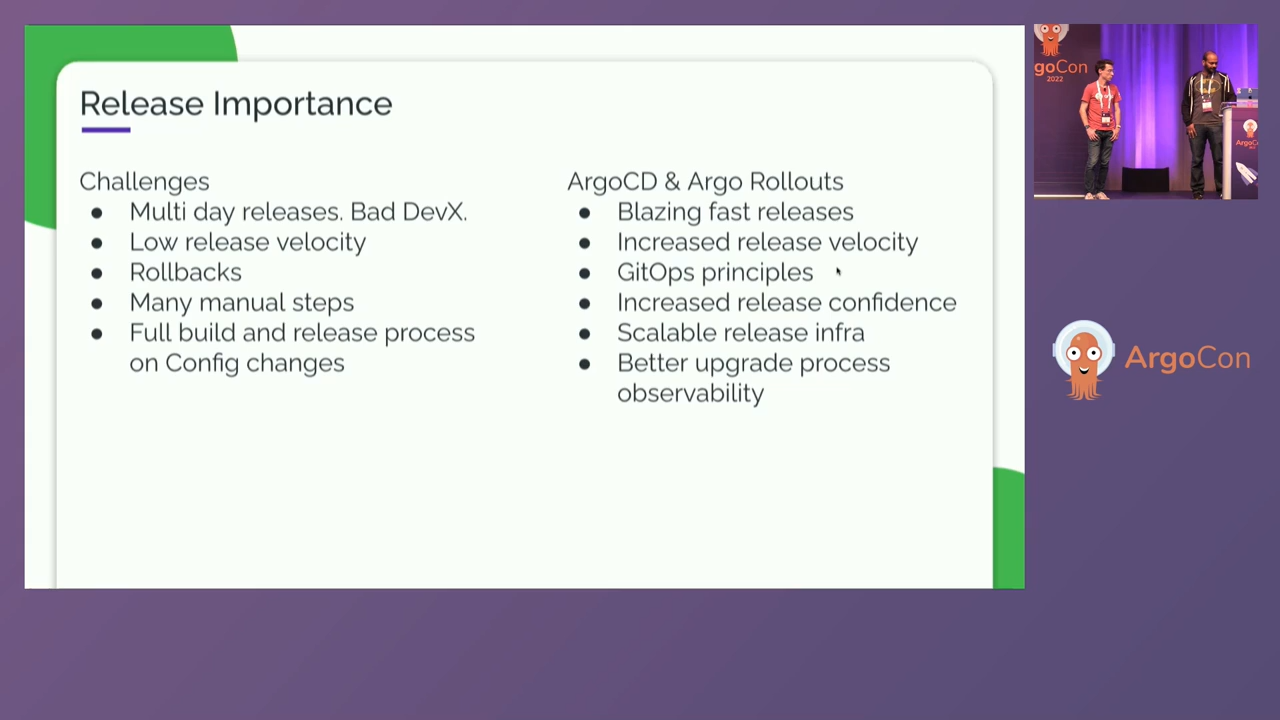 Release Importance
Challenges
● Multi day releases. Bad DevX.
● Low release velocity
● Rollbacks
● Many manual steps
● Full build and release process
on Config changes
ArgoCD & Argo Rollouts
● Blazing fast releases
● Increased release velocity
● GitOps principles
● Increased release confidence
● Scalable release infra
● Better upgrade process
observability
goCon
2022
ArgoCon